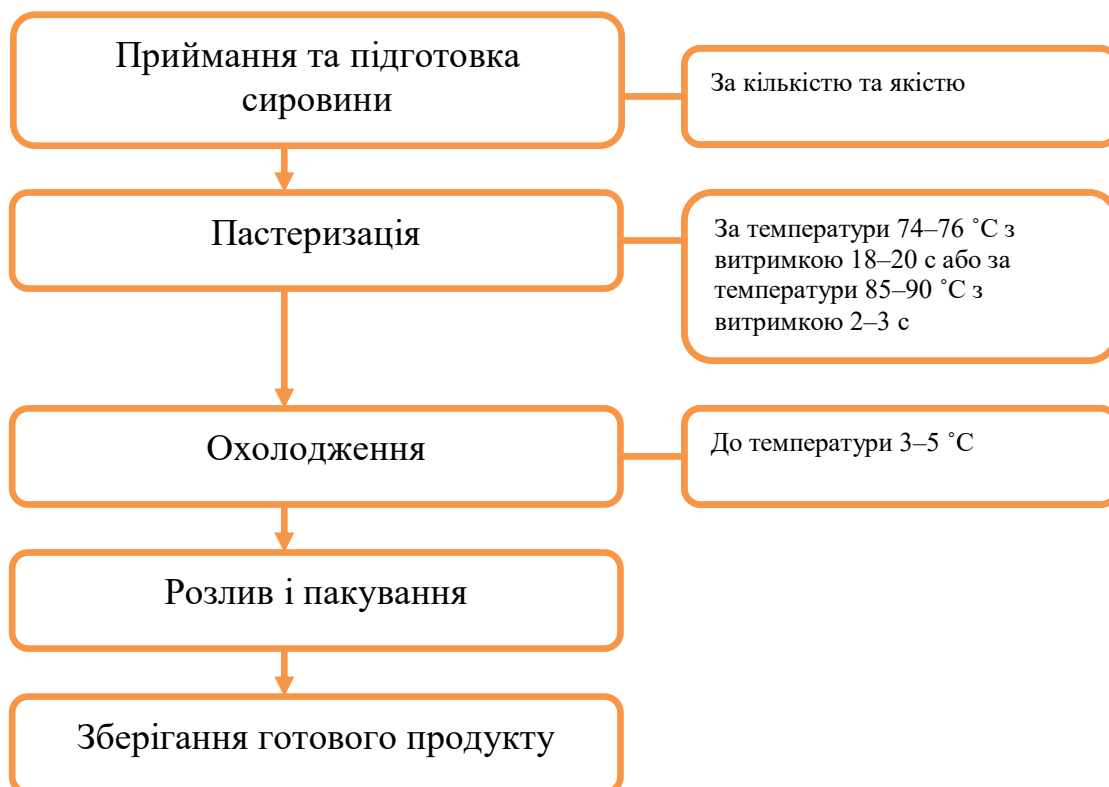 Приймання та підготовка
сировини
За кількістю та якістю
Пастеризація
За температури 74–76 ˚С з
витримкою 18–20 с або за
температури 85–90 ˚С з
витримкою 2–3 с
Охолодження
До температури 3–5 ˚С
Розлив і пакування
Зберігання готового продукту